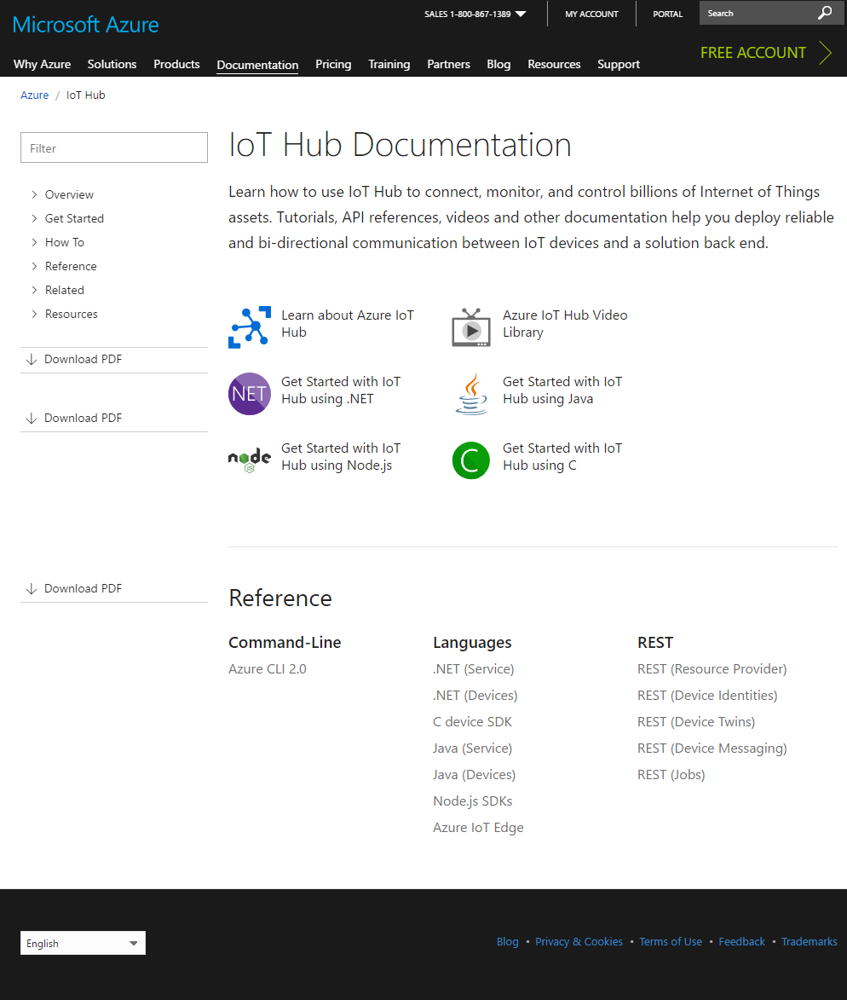 Microsoft Azure
SALES 1-800-867-1389
MY ACCOUNT
PORTAL
Search
Why Azure
Solutions
Products
Documentation
Pricing
Training
Partners
Blog
Resources
Support
FREE ACCOUNT
Azure / IoT Hub
Filter
Overview
Get Started
How To
Reference
Related
Resources
Download PDF
Download PDF
Download PDF
IoT Hub Documentation
Learn how to use IoT Hub to connect, monitor, and control billions of Internet of Things
assets. Tutorials, API references, videos and other documentation help you deploy reliable
and bi-directional communication between IoT devices and a solution back end.
Learn about Azure IoT
Hub
Azure IoT Hub Video
Library
NET
Get Started with IoT
Hub using .NET
Get Started with IoT
Hub using Java
node
JS
Get Started with IoT
Hub using Node.js
C
Get Started with IoT
Hub using C
Reference
Command-Line
Azure CLI 2.0
Languages
.NET (Service)
.NET (Devices)
C device SDK
Java (Service)
Java (Devices)
Node.js SDKs
Azure IoT Edge
REST
REST (Resource Provider)
REST (Device Identities)
REST (Device Twins)
REST (Device Messaging)
REST (Jobs)
English
Blog • Privacy & Cookies • Terms of Use • Feedback • Trademarks